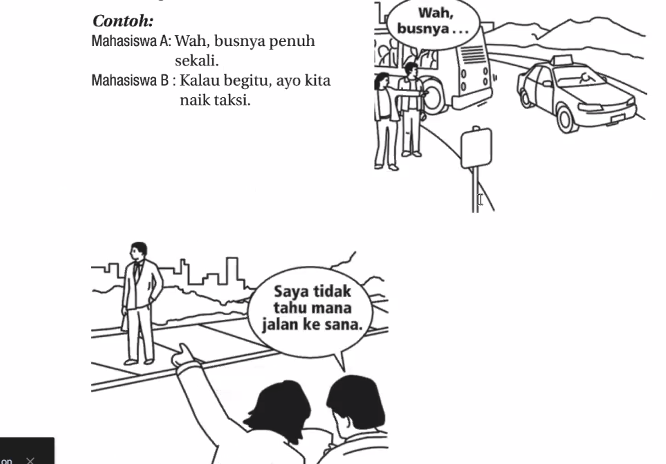 Contoh:
Mahasiswa A: Wah, busnya penuh
sekali.
Mahasiswa B : Kalau begitu, ayo kita
naik taksi.
Wah,
busnya . . .
Saya tidak
tahu mana
jalan ke sana.
on